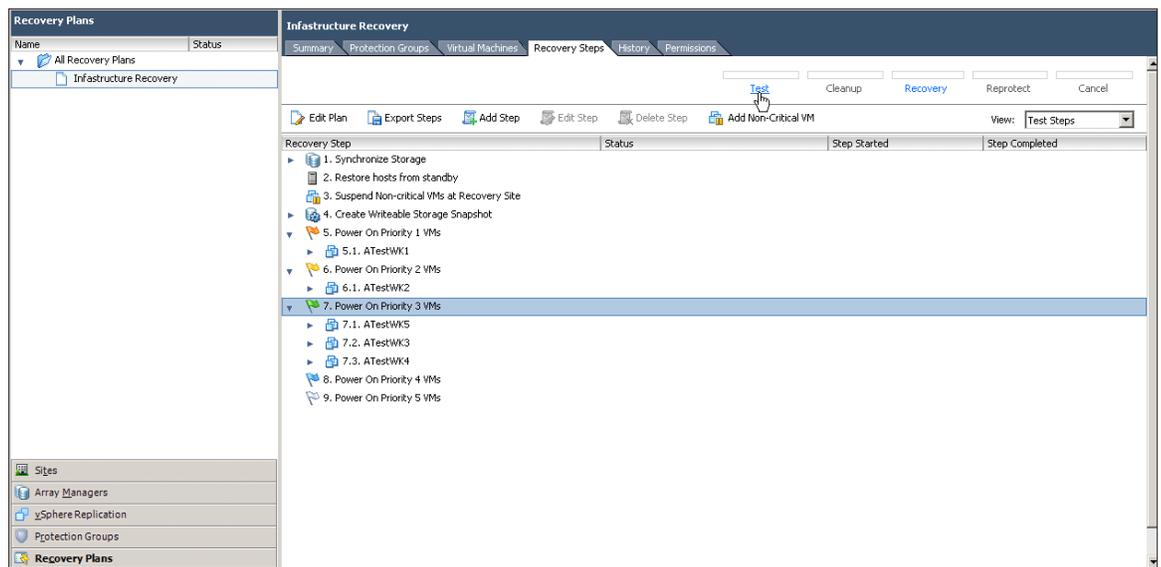 Recovery Plans
Name Status
All Recovery Plans
Infastructure Recovery
Sites
Array Managers
vSphere Replication
Protection Groups
Recovery Plans
Infastructure Recovery
Summary Protection Groups Virtual Machines Recovery Steps History Permissions
Test Cleanup Recovery Reprotect Cancel
Edit Plan Export Steps Add Step Edit Step Delete Step Add Non-Critical VM View: Test Steps
Recovery Step Status Step Started Step Completed
1. Synchronize Storage
2. Restore hosts from standby
3. Suspend Non-critical VMs at Recovery Site
4. Create Writeable Storage Snapshot
5. Power On Priority 1 VMs
5.1. ATestWK1
6. Power On Priority 2 VMs
6.1. ATestWK2
7. Power On Priority 3 VMs
7.1. ATestWK5
7.2. ATestWK3
7.3. ATestWK4
8. Power On Priority 4 VMs
9. Power On Priority 5 VMs